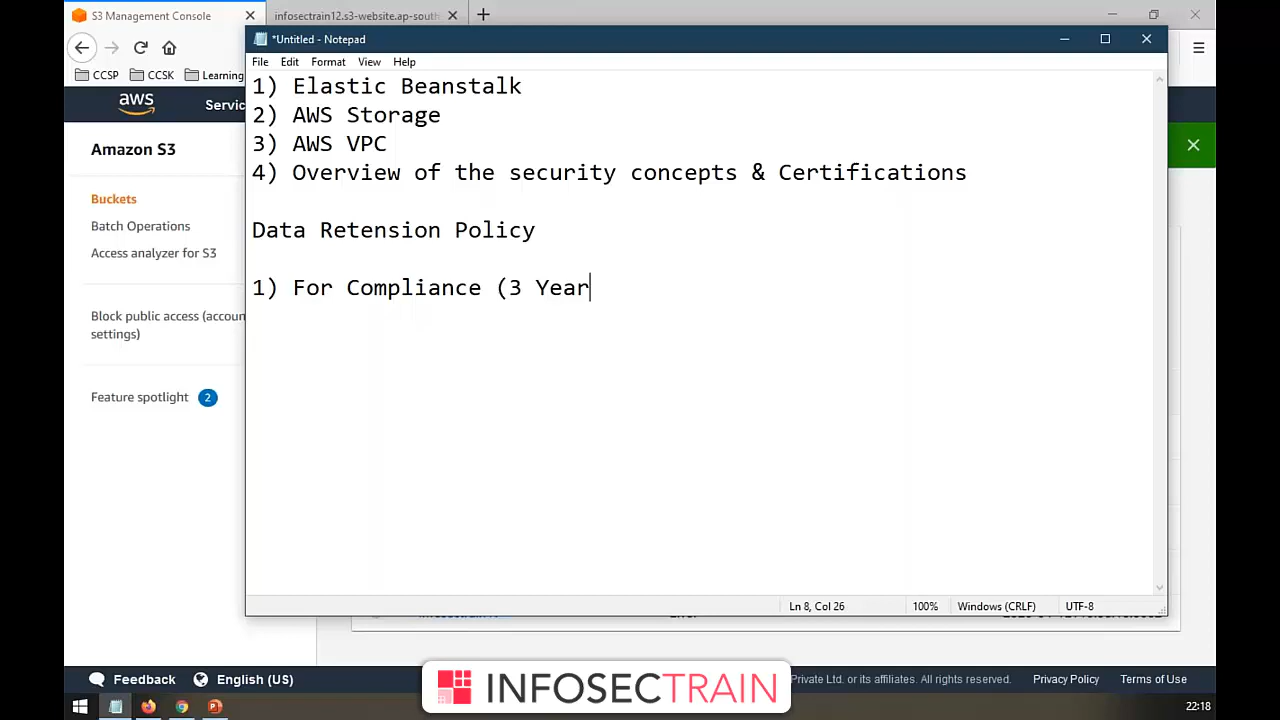 S3 Management Console
infosectrain12.s3-website.ap-south
*Untitled - Notepad
File Edit Format View Help
CCSP CCSK Learning
1) Elastic Beanstalk
2) AWS Storage
3) AWS VPC
4) Overview of the security concepts & Certifications
Data Retension Policy
1) For Compliance (3 Year
aws Servic
Amazon S3
Buckets
Batch Operations
Access analyzer for S3
Block public access (accoun
settings)
Feature spotlight 2
Ln 8, Col 26 100% Windows (CRLF) UTF-8
Feedback English (US)
Private Ltd. or its affiliates. All rights reserved. Privacy Policy Terms of Use
INFOSECTRAIN
22:18